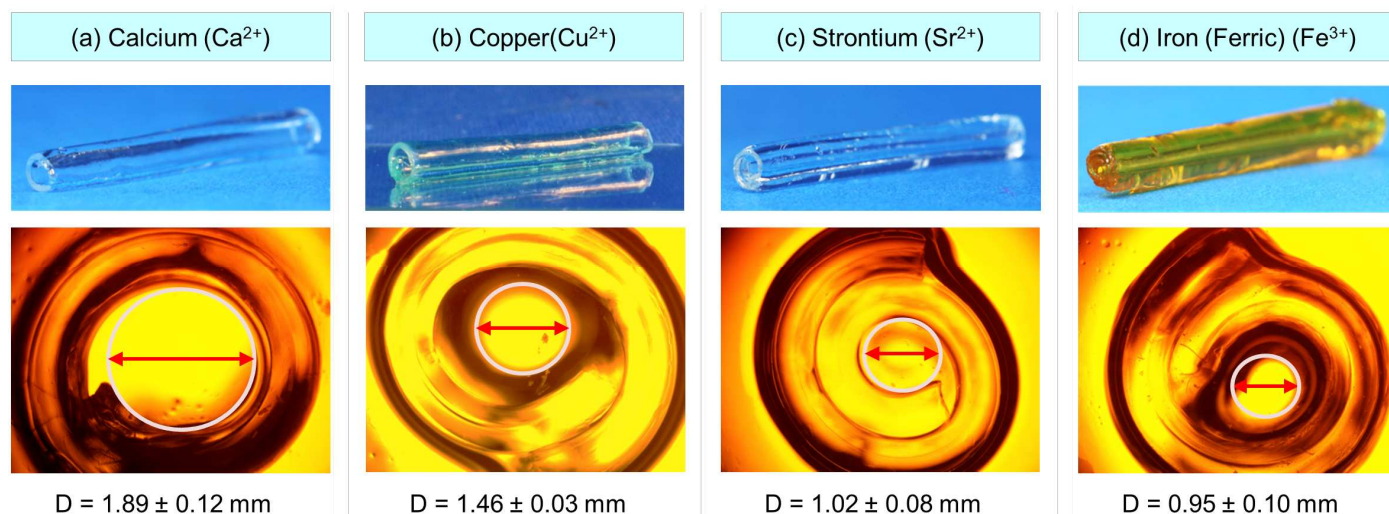 (a) Calcium (Ca²⁺)
(b) Copper(Cu²⁺)
(c) Strontium (Sr²⁺)
(d) Iron (Ferric) (Fe³⁺)
D = 1.89 ± 0.12 mm
D = 1.46 ± 0.03 mm
D = 1.02 ± 0.08 mm
D = 0.95 ± 0.10 mm